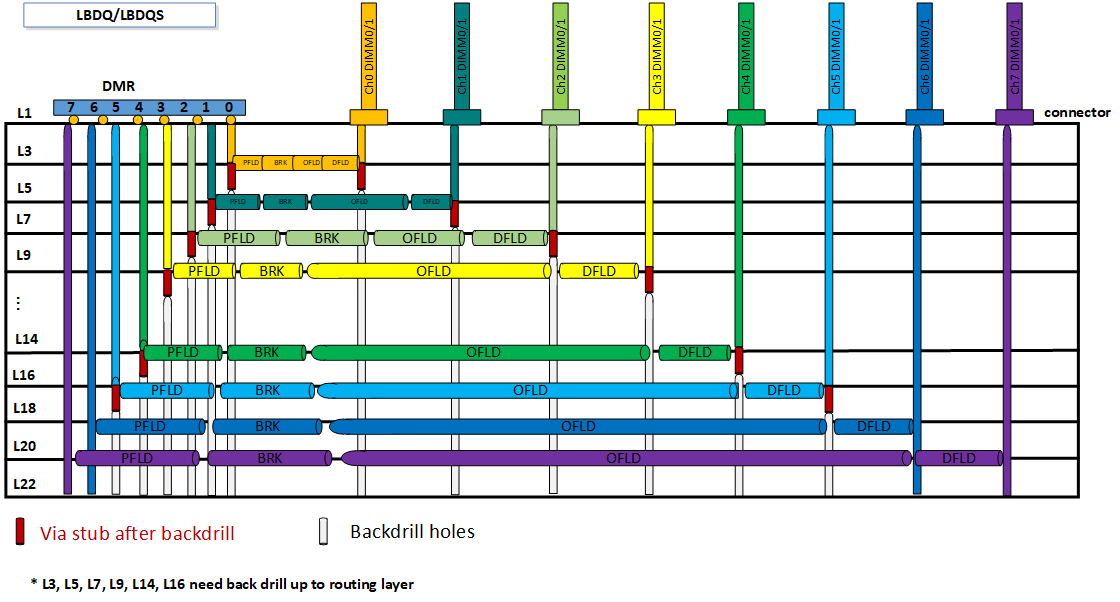 LBDQ/LBDQS
Ch0 DIMM0/1
Ch1 DIMM0/1
Ch2 DIMM0/1
Ch3 DIMM0/1
Ch4 DIMM0/1
Ch5 DIMM0/1
Ch6 DIMM0/1
Ch7 DIMM0/1
DMR
7 6 5 4 3 2 1 0
L1
connector
L3
PFLD BRK OFLD DFLD
L5
PFLD BRK OFLD DFLD
L7
PFLD BRK OFLD DFLD
L9
PFLD BRK OFLD DFLD
⋮
L14
PFLD BRK OFLD DFLD
L16
PFLD BRK OFLD DFLD
L18
PFLD BRK OFLD DFLD
L20
PFLD BRK OFLD DFLD
L22
Via stub after backdrill
Backdrill holes
* L3, L5, L7, L9, L14, L16 need back drill up to routing layer